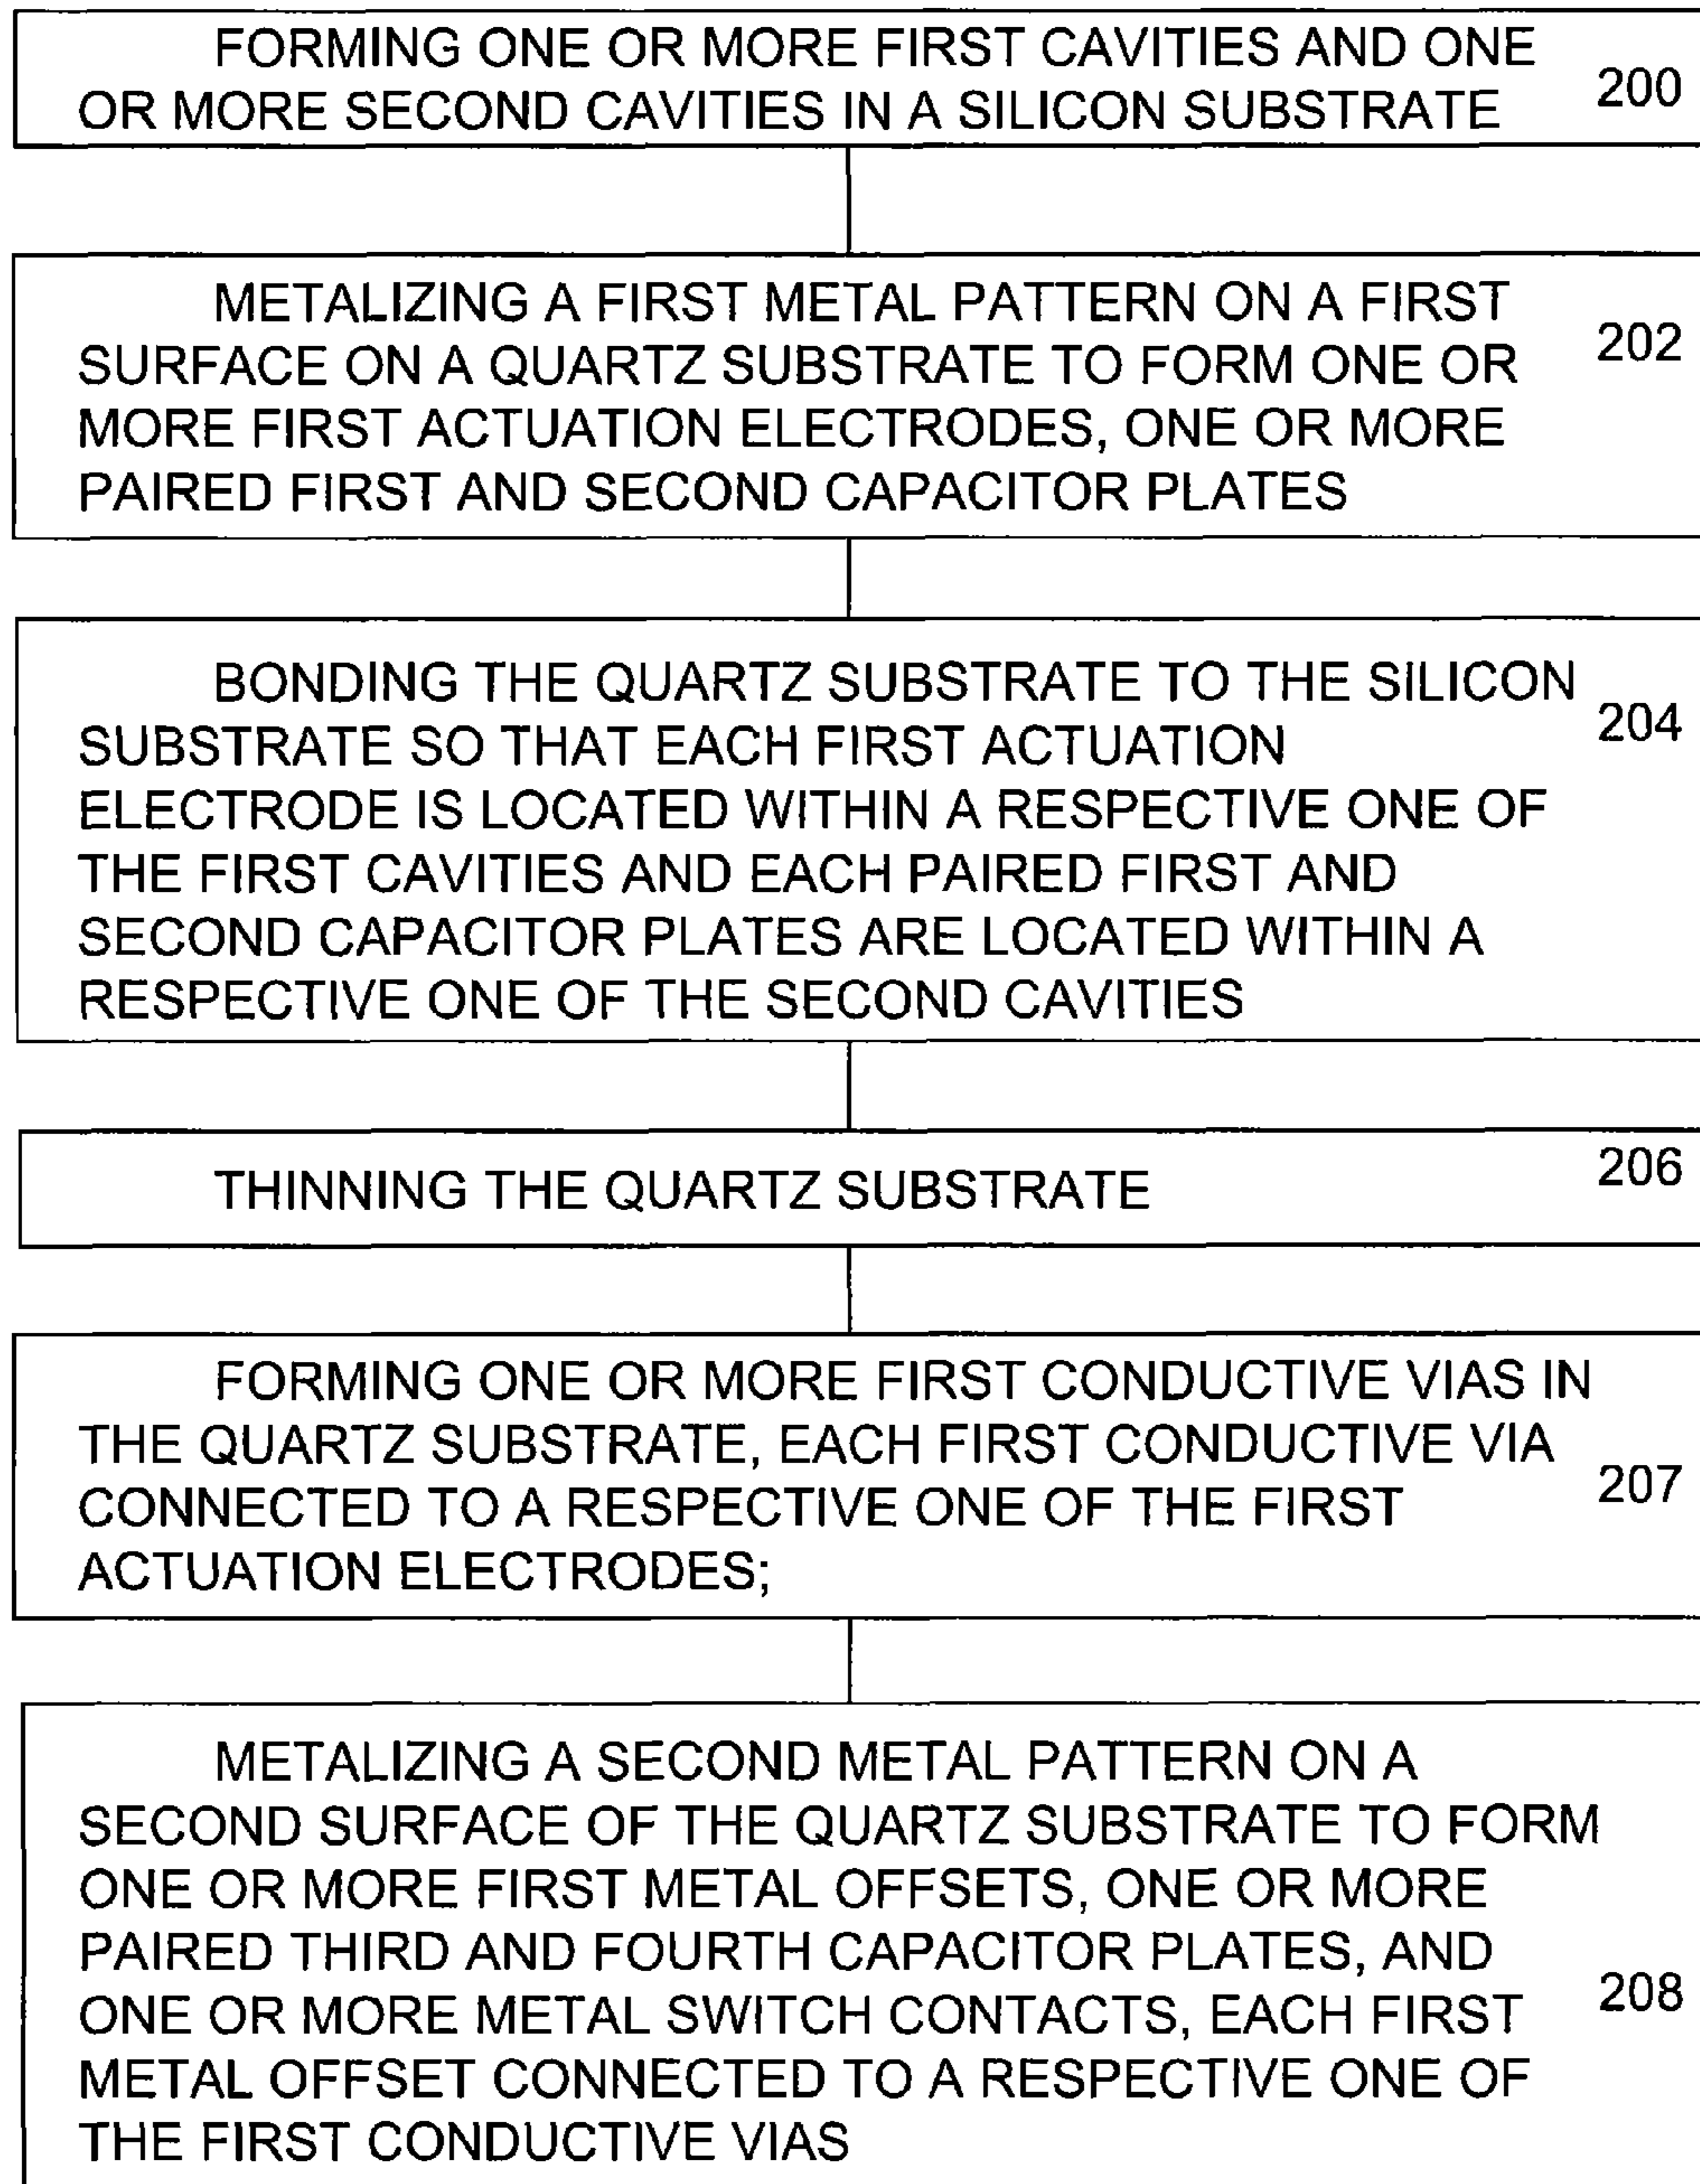 FORMING ONE OR MORE FIRST CAVITIES AND ONE
OR MORE SECOND CAVITIES IN A SILICON SUBSTRATE
200
METALIZING A FIRST METAL PATTERN ON A FIRST
SURFACE ON A QUARTZ SUBSTRATE TO FORM ONE OR
MORE FIRST ACTUATION ELECTRODES, ONE OR MORE
PAIRED FIRST AND SECOND CAPACITOR PLATES
202
BONDING THE QUARTZ SUBSTRATE TO THE SILICON
SUBSTRATE SO THAT EACH FIRST ACTUATION
ELECTRODE IS LOCATED WITHIN A RESPECTIVE ONE OF
THE FIRST CAVITIES AND EACH PAIRED FIRST AND
SECOND CAPACITOR PLATES ARE LOCATED WITHIN A
RESPECTIVE ONE OF THE SECOND CAVITIES
204
THINNING THE QUARTZ SUBSTRATE
206
FORMING ONE OR MORE FIRST CONDUCTIVE VIAS IN
THE QUARTZ SUBSTRATE, EACH FIRST CONDUCTIVE VIA
CONNECTED TO A RESPECTIVE ONE OF THE FIRST
ACTUATION ELECTRODES;
207
METALIZING A SECOND METAL PATTERN ON A
SECOND SURFACE OF THE QUARTZ SUBSTRATE TO FORM
ONE OR MORE FIRST METAL OFFSETS, ONE OR MORE
PAIRED THIRD AND FOURTH CAPACITOR PLATES, AND
ONE OR MORE METAL SWITCH CONTACTS, EACH FIRST
METAL OFFSET CONNECTED TO A RESPECTIVE ONE OF
THE FIRST CONDUCTIVE VIAS
208